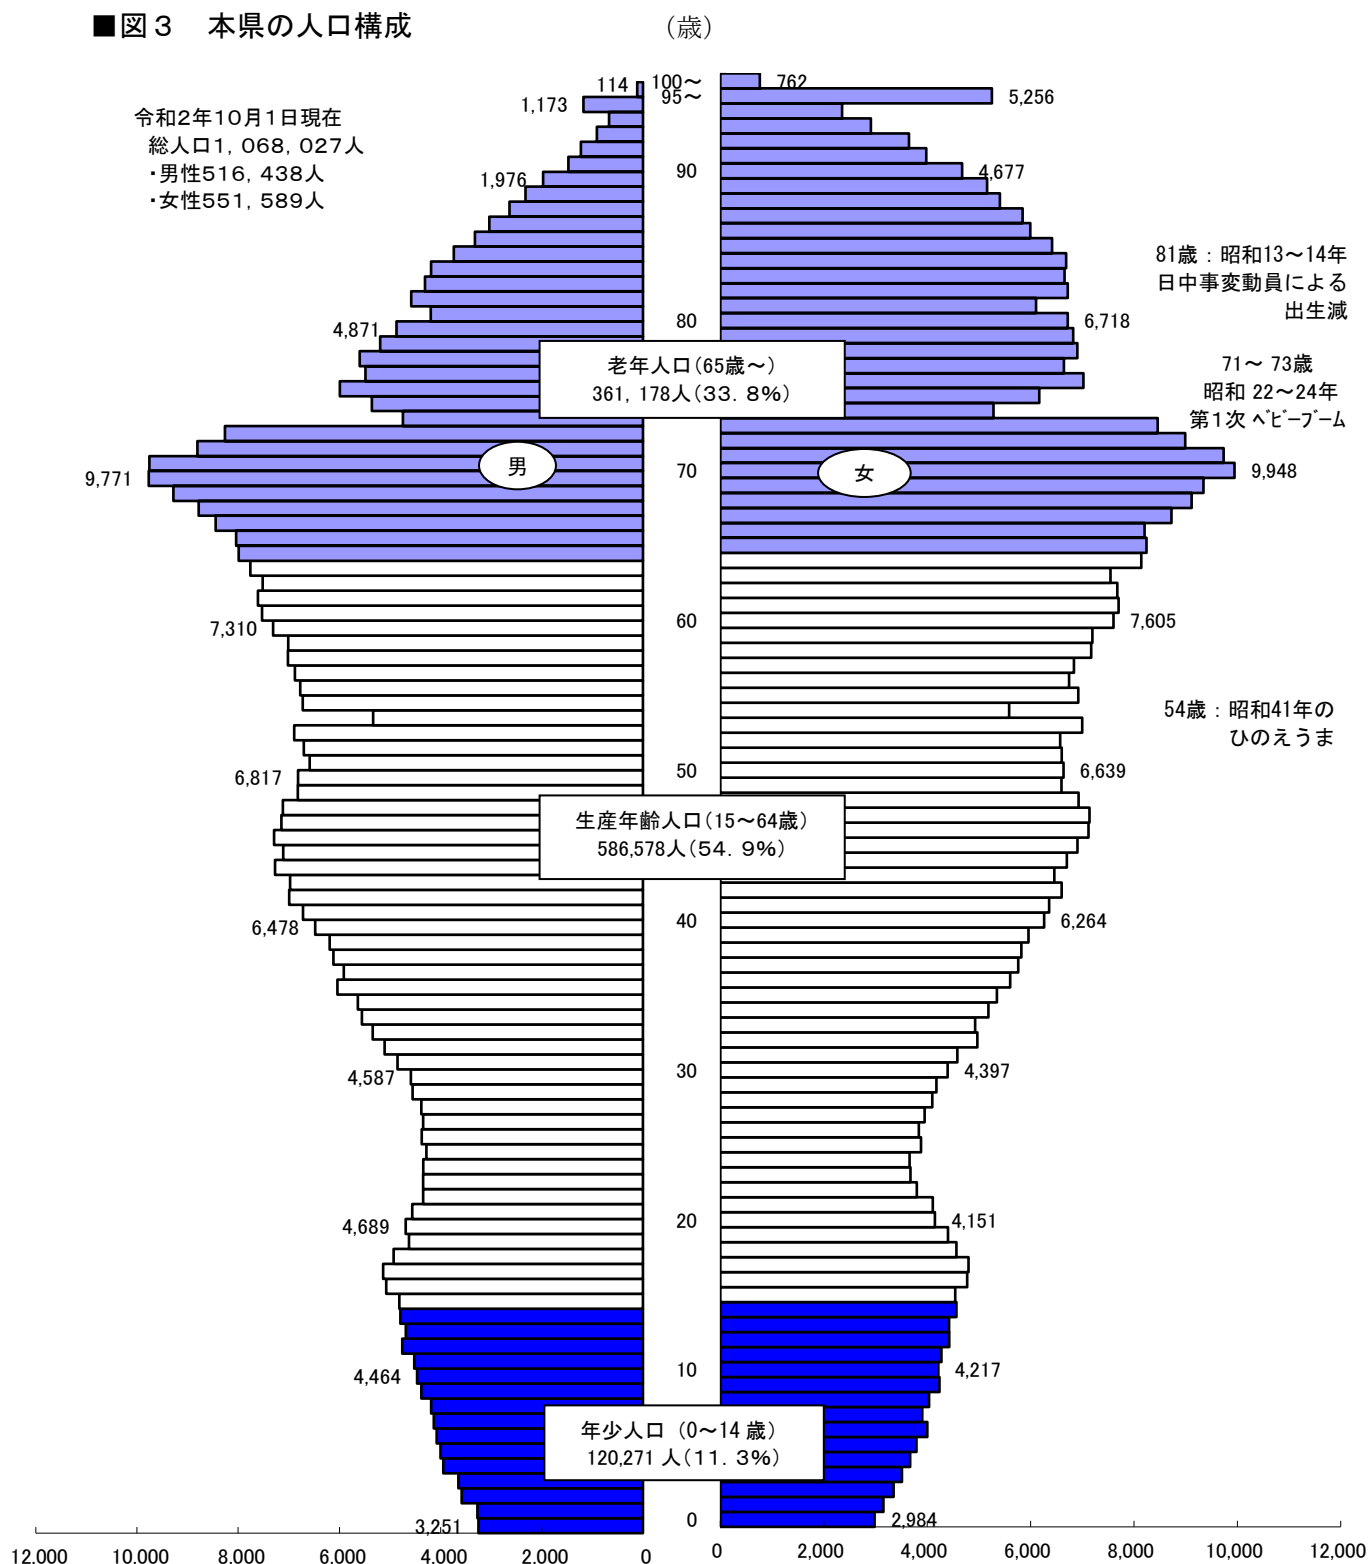 ■図３　本県の人口構成
（歳）
令和2年10月1日現在
総人口1，068，027人
・男性516，438人
・女性551，589人
114 100～ 762
1,173 95～ 5,256
1,976 90 4,677
81歳：昭和13～14年
日中事変動員による
出生減
4,871 80 6,718
老年人口（65歳～）
361，178人（33．8％）
71～ 73歳
昭和 22～24年
第１次 ﾍﾞﾋﾞｰﾌﾞｰﾑ
男
女
9,771 70 9,948
7,310 60 7,605
54歳：昭和41年の
ひのえうま
6,817 50 6,639
生産年齢人口（15～64歳）
586,578人（54．9％）
6,478 40 6,264
4,587 30 4,397
4,689 20 4,151
4,464 10 4,217
年少人口（0～14 歳）
120,271 人（11．3％）
3,251 0 2,984
12.000 10.000 8.000 6.000 4.000 2.000 0 0 2,000 4,000 6,000 8,000 10,000 12,000